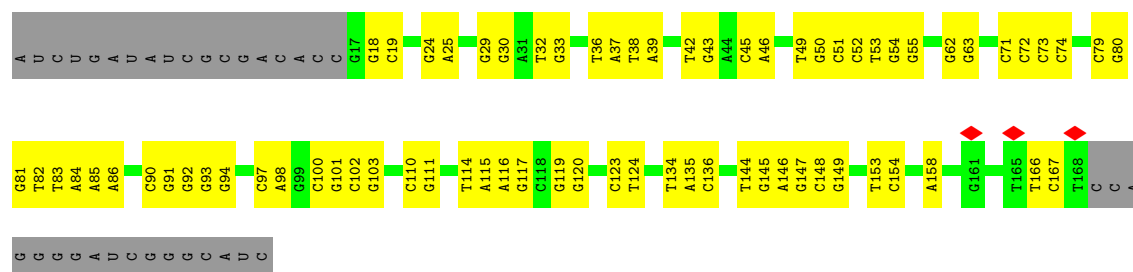 A U C U G A U A U C G C G A C A C C G17 G18 C19 G24 A25 G29 G30 A31 T32 G33 T36 A37 T38 A39 T42 G43 A44 C45 A46 T49 G50 C51 C52 T53 G54 G55 G62 G63 C71 C72 C73 C74 C79 G80
G81 T82 T83 A84 A85 A86 C90 G91 G92 G93 G94 C97 A98 G99 C100 G101 C102 G103 C110 G111 T114 A115 A116 G117 C118 G119 G120 C123 T124 T134 A135 C136 T144 G145 A146 G147 C148 G149 T153 C154 A158 G161 T165 T166 C167 T168 C C A
G G G G A U C G G G C A U C